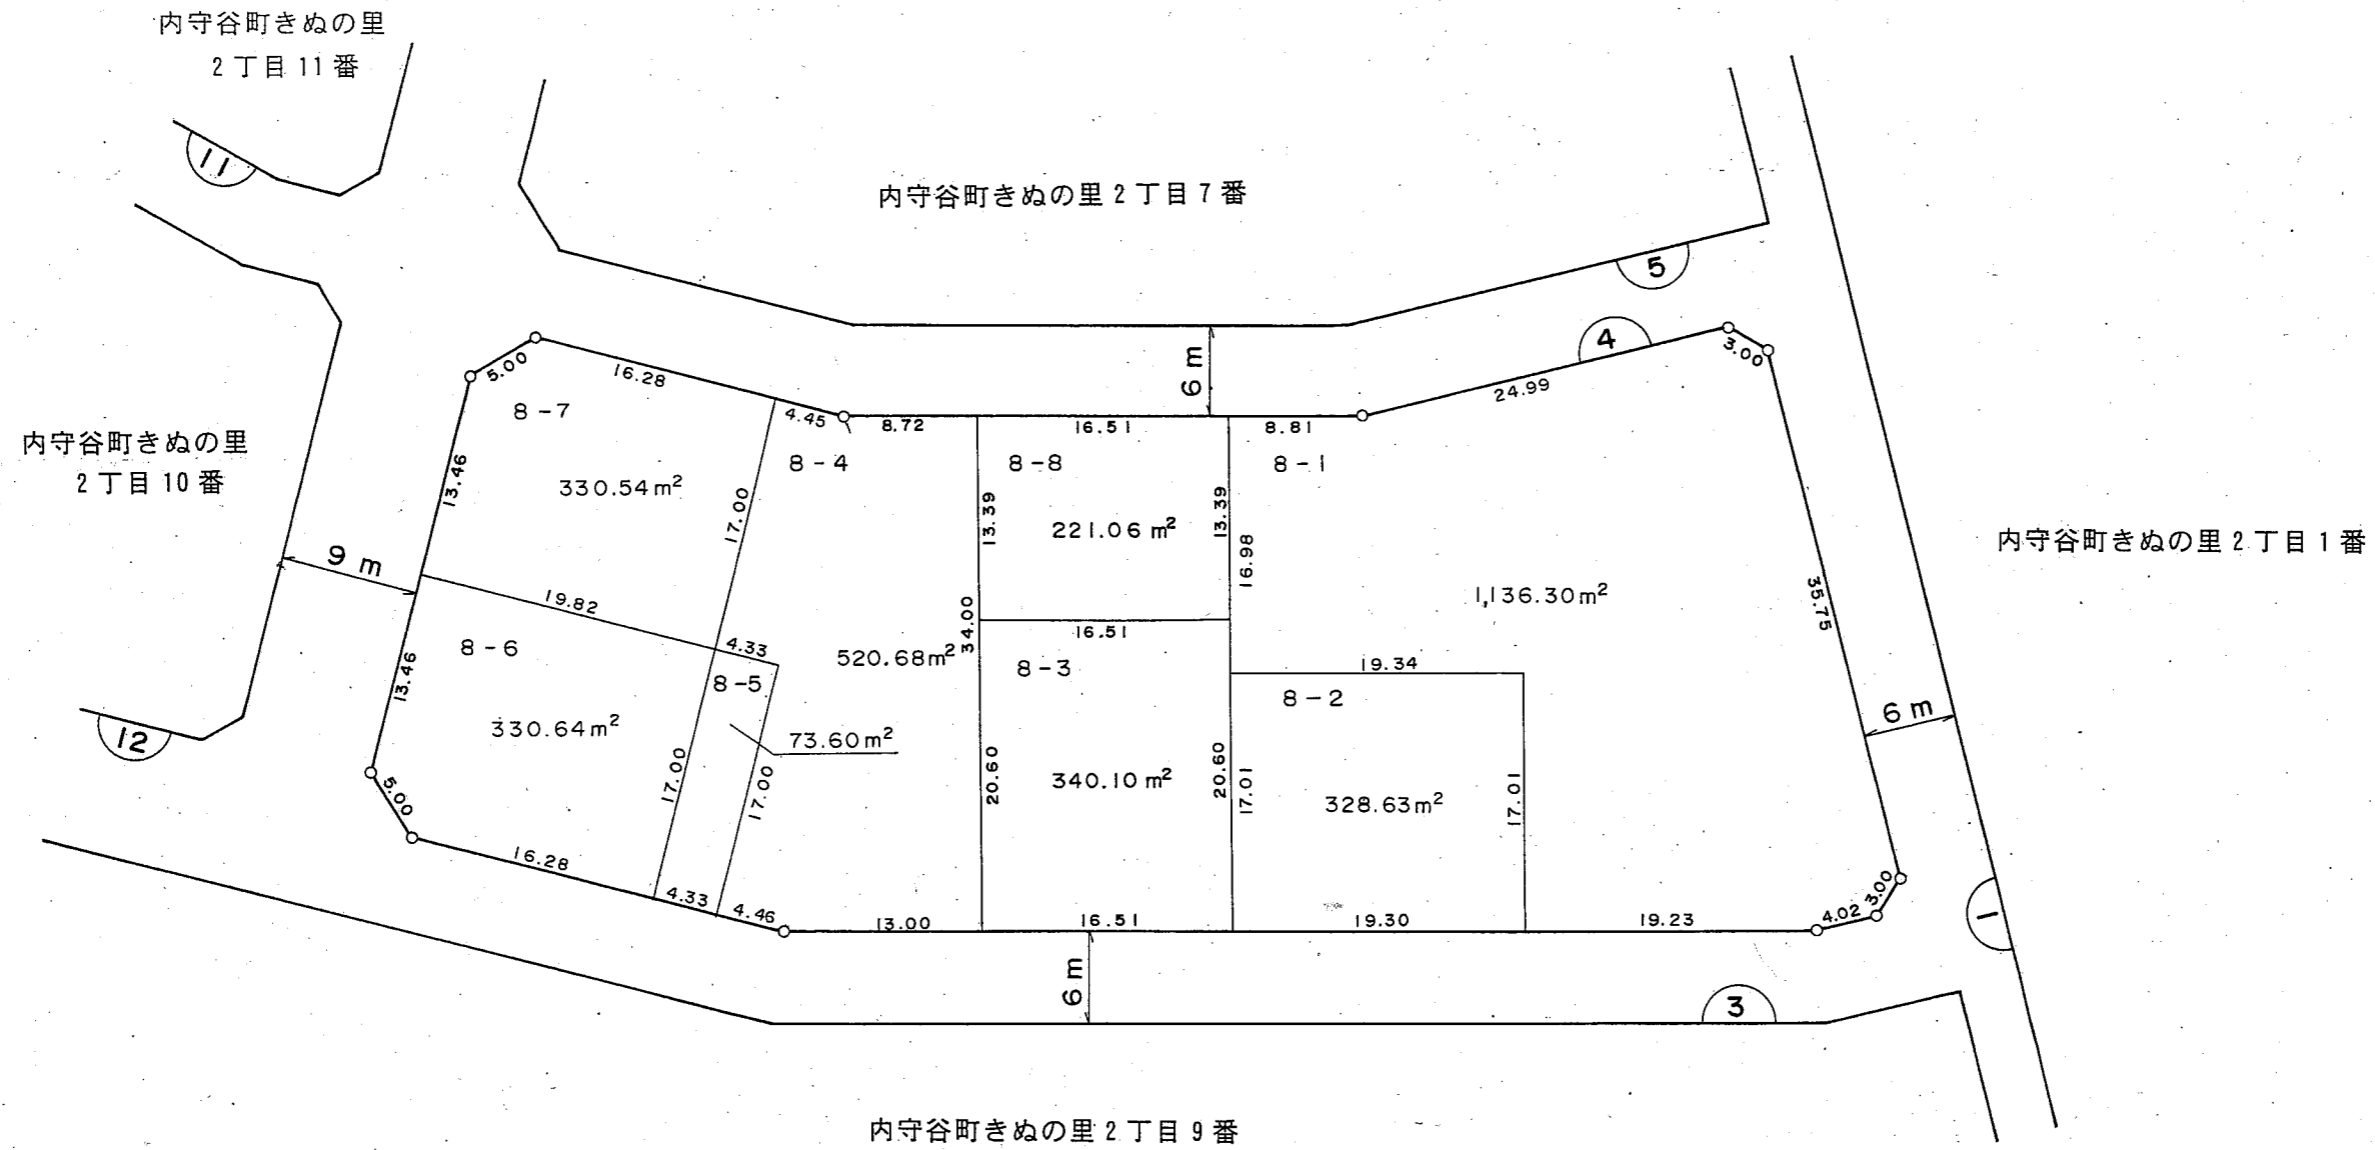 内守谷町きぬの里
2丁目11番
11
内守谷町きぬの里2丁目7番
5
4
3.00
5.00
16.28
24.99
6m
8-7
4.45
8.72
16.51
8.81
内守谷町きぬの里
2丁目10番
13.46
330.54m²
17.00
8-4
8-8
8-1
13.39
221.06m²
13.39
16.98
内守谷町きぬの里2丁目1番
9m
19.82
1,136.30m²
35.75
34.00
16.51
8-6
4.33
520.68m²
8-3
19.34
13.46
8-5
8-2
6m
12
330.64m²
73.60m²
17.00
17.00
20.60
340.10m²
20.60
17.01
328.63m²
17.01
5.00
16.28
4.33
4.46
13.00
16.51
19.30
19.23
4.02
3.00
1
6m
3
内守谷町きぬの里2丁目9番